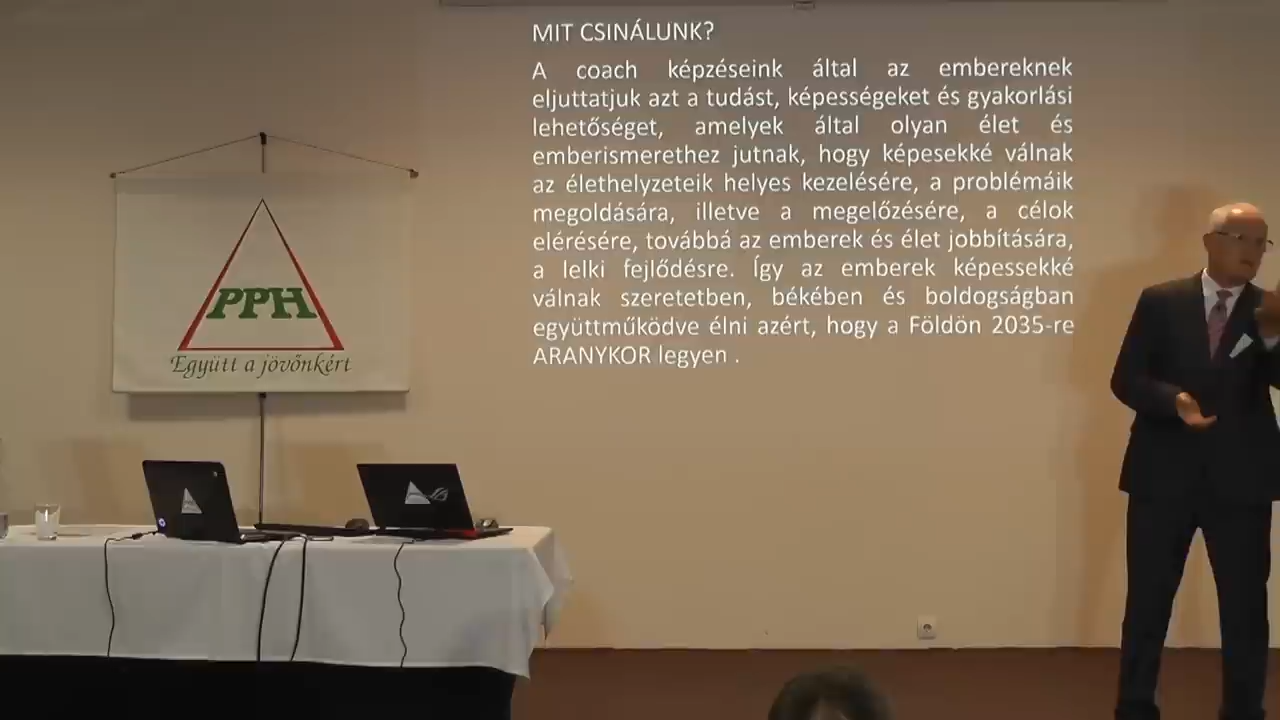 MIT CSINÁLUNK?
A coach képzéseink által az embereknek
eljuttatjuk azt a tudást, képességeket és gyakorlási
lehetőséget, amelyek által olyan élet és
emberismerethez jutnak, hogy képesekké válnak
az élethelyzeteik helyes kezelésére, a problémáik
megoldására, illetve a megelőzésére, a célok
elérésére, továbbá az emberek és élet jobbítására,
a lelki fejlődésre. Így az emberek képessekké
válnak szeretetben, békében és boldogságban
együttműködve élni azért, hogy a Földön 2035-re
ARANYKOR legyen .
PPH
Együtt a jövőnkért